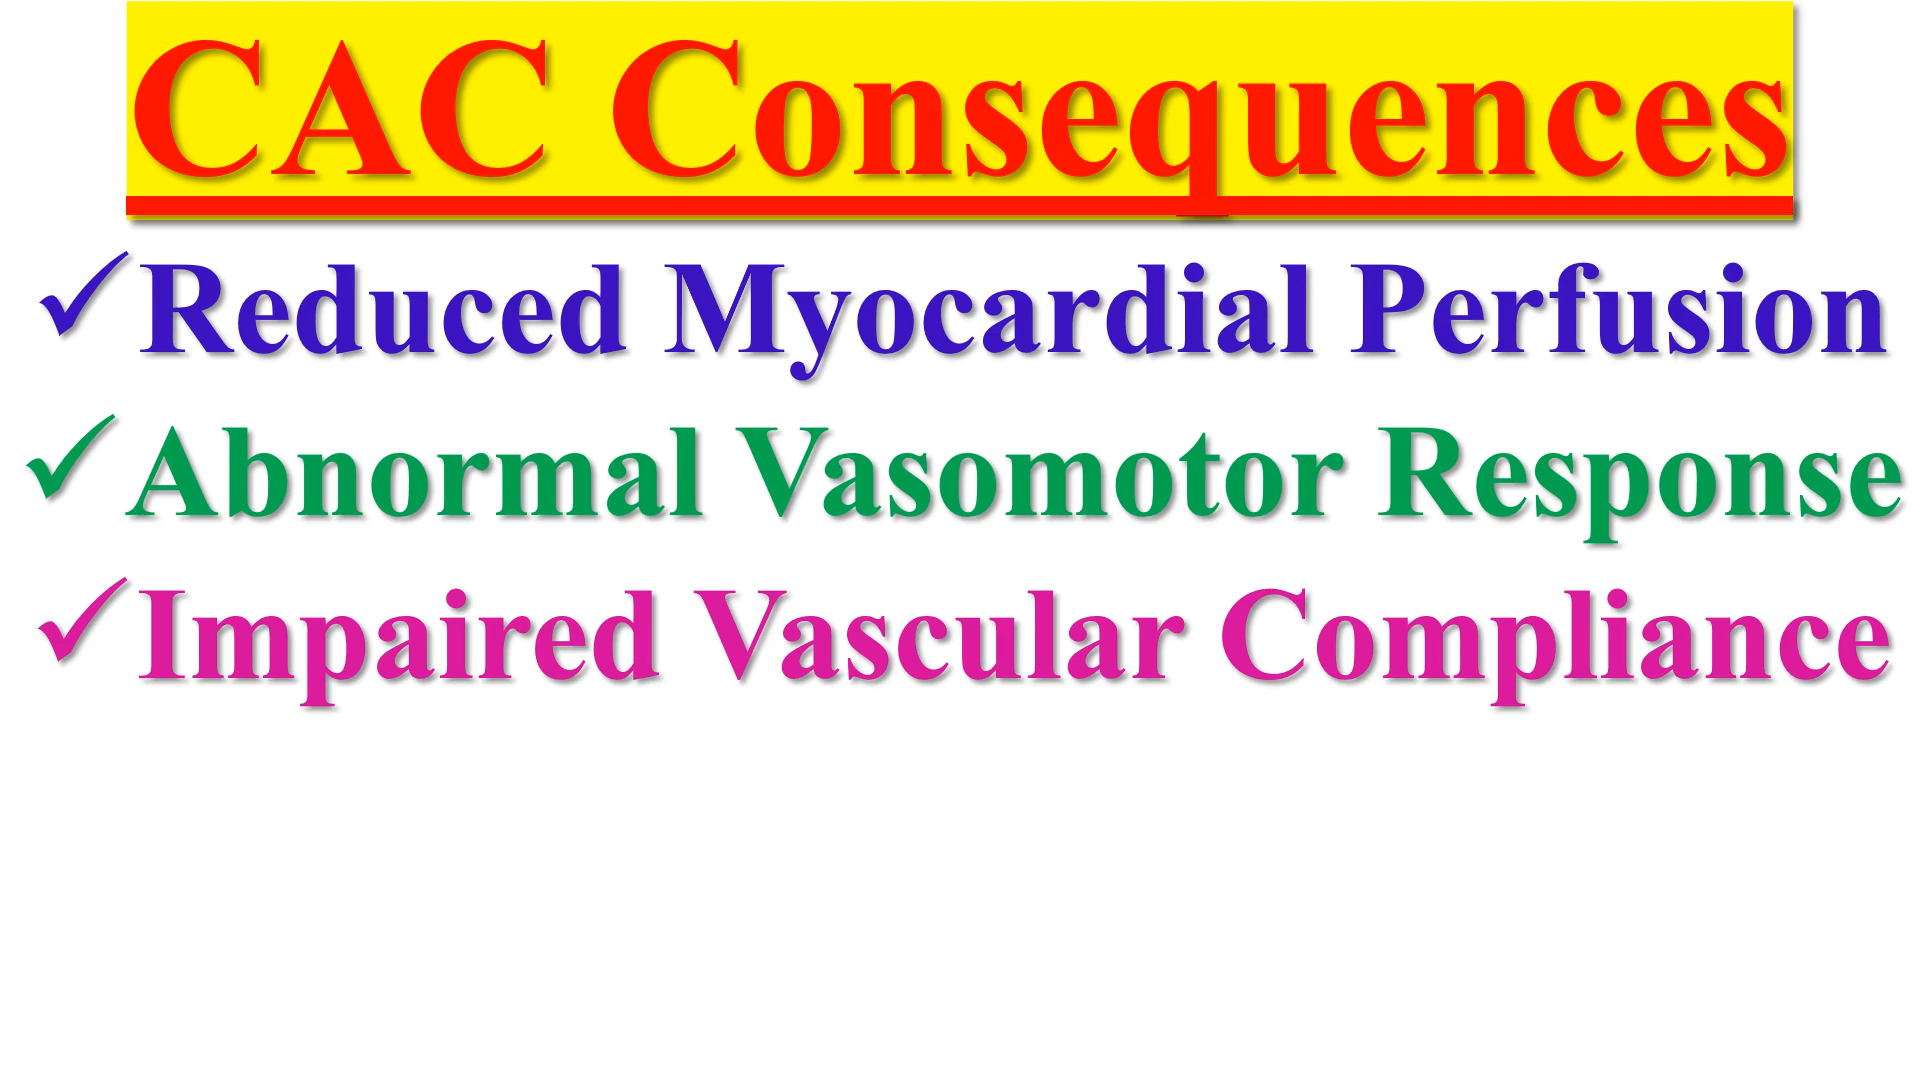 CAC Consequences
✓Reduced Myocardial Perfusion
✓Abnormal Vasomotor Response
✓Impaired Vascular Compliance